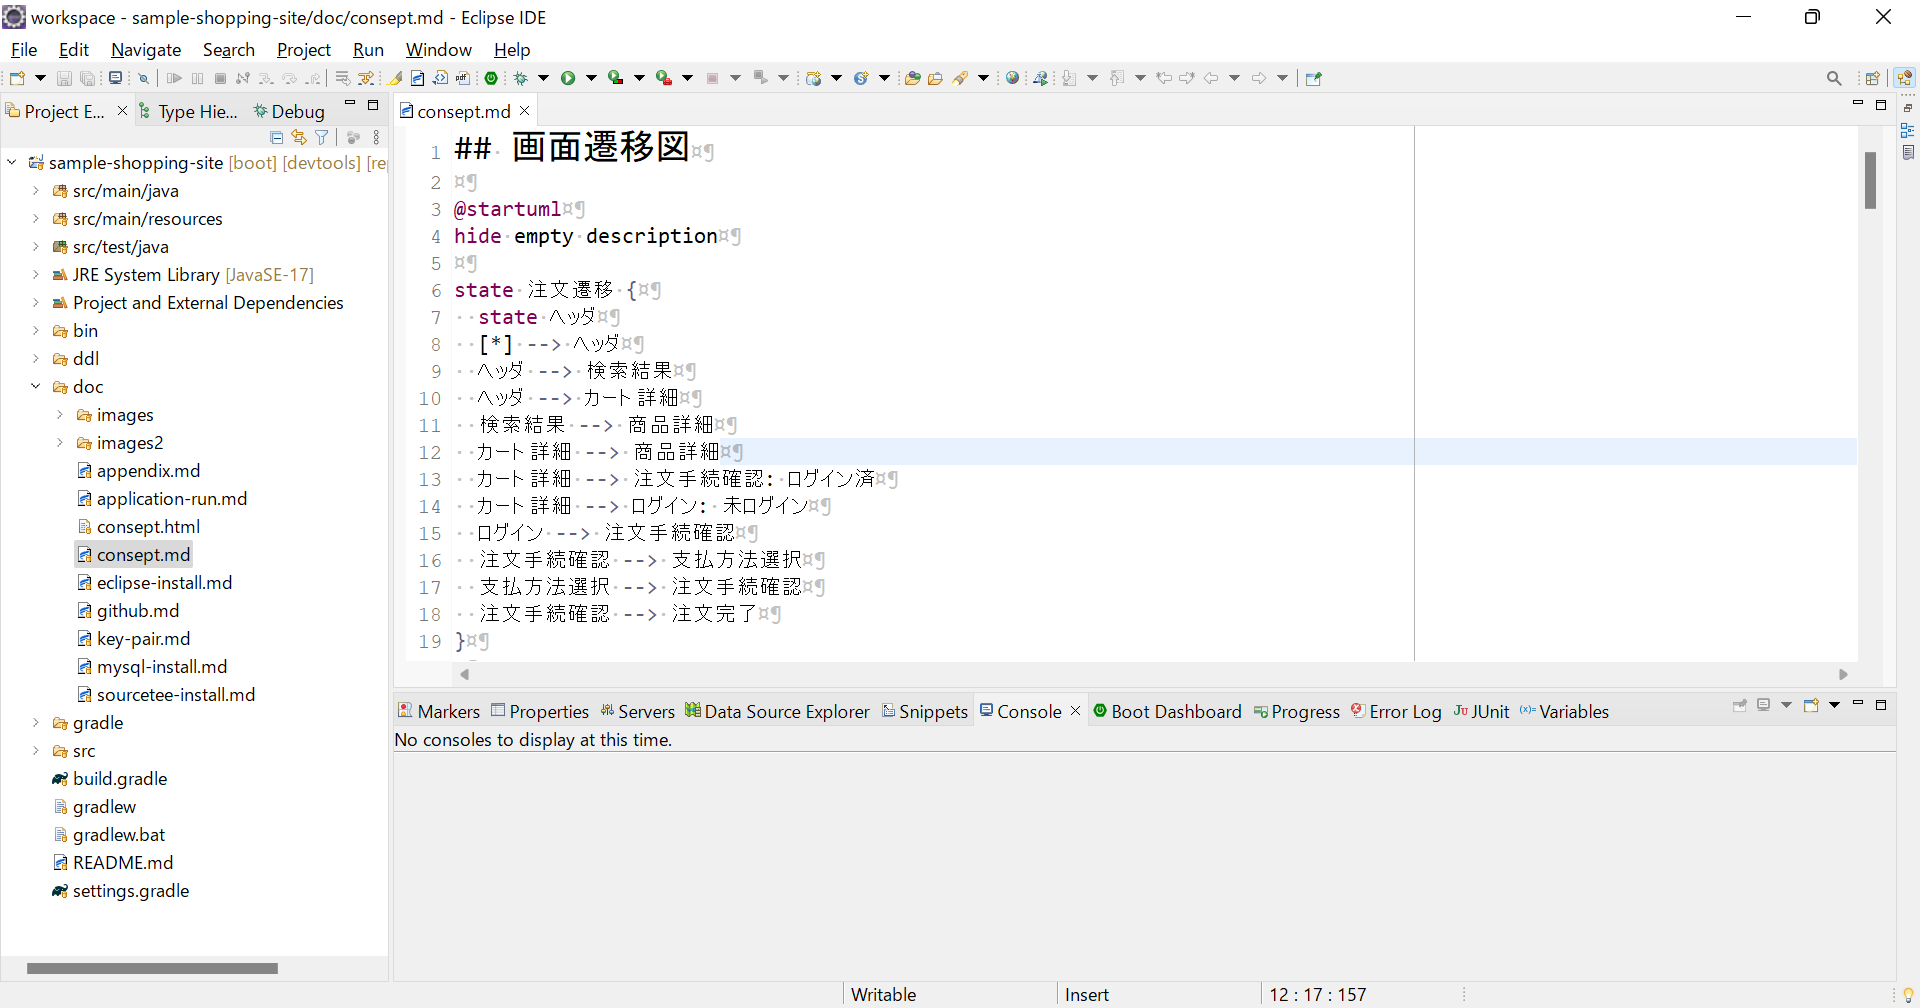 workspace - sample-shopping-site/doc/consept.md - Eclipse IDE
File Edit Navigate Search Project Run Window Help
Project E... Type Hie... Debug
sample-shopping-site [boot] [devtools] [re
src/main/java
src/main/resources
src/test/java
JRE System Library [JavaSE-17]
Project and External Dependencies
bin
ddl
doc
images
images2
appendix.md
application-run.md
consept.html
consept.md
eclipse-install.md
github.md
key-pair.md
mysql-install.md
sourcetee-install.md
gradle
src
build.gradle
gradlew
gradlew.bat
README.md
settings.gradle
consept.md
1 ## 画面遷移図
2
3 @startuml
4 hide empty description
5
6 state 注文遷移 {
7 state ヘッダ
8 [*] --> ヘッダ
9 ヘッダ --> 検索結果
10 ヘッダ --> カート詳細
11 検索結果 --> 商品詳細
12 カート詳細 --> 商品詳細
13 カート詳細 --> 注文手続確認: ログイン済
14 カート詳細 --> ログイン: 未ログイン
15 ログイン --> 注文手続確認
16 注文手続確認 --> 支払方法選択
17 支払方法選択 --> 注文手続確認
18 注文手続確認 --> 注文完了
19 }
Markers Properties Servers Data Source Explorer Snippets Console Boot Dashboard Progress Error Log JUnit Variables
No consoles to display at this time.
Writable Insert 12 : 17 : 157